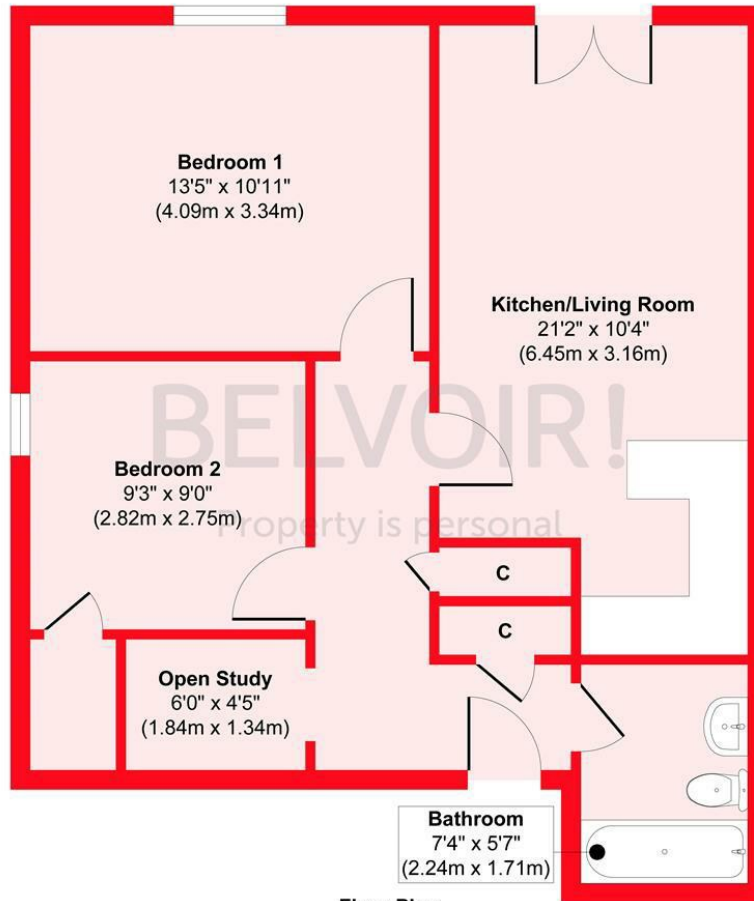 Bedroom 1
13'5" x 10'11"
(4.09m x 3.34m)
Kitchen/Living Room
21'2" x 10'4"
(6.45m x 3.16m)
BELVOIR!
Property is personal
Bedroom 2
9'3" x 9'0"
(2.82m x 2.75m)
C
C
Open Study
6'0" x 4'5"
(1.84m x 1.34m)
Bathroom
7'4" x 5'7"
(2.24m x 1.71m)